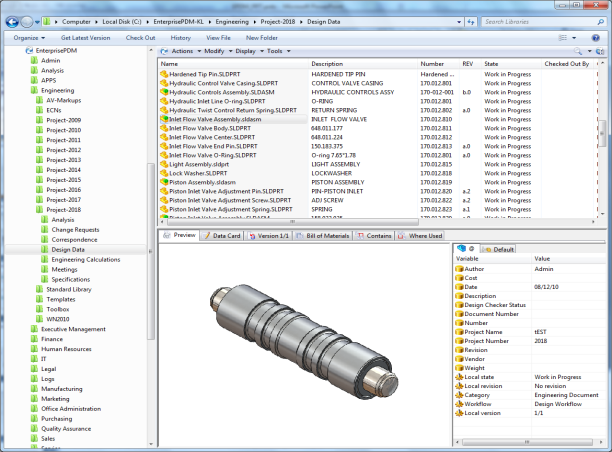 Computer ▸ Local Disk (C:) ▸ EnterprisePDM-KL ▸ Engineering ▸ Project-2018 ▸ Design Data
Search Libraries
Organize Get Latest Version Check Out History View File New Folder
EnterprisePDM
Admin
Analysis
APPS
Engineering
AV-Markups
ECNs
Project-2009
Project-2010
Project-2011
Project-2012
Project-2013
Project-2014
Project-2015
Project-2016
Project-2017
Project-2018
Analysis
Change Requests
Correspondence
Design Data
Engineering Calculations
Meetings
Specifications
Standard Library
Templates
Toolbox
WN2010
Executive Management
Finance
Human Resources
IT
Legal
Logs
Manufacturing
Marketing
Office Administration
Purchasing
Quality Assurance
Sales
Service
Actions Modify Display Tools
Name Description Number REV State Checked Out By
Hardened Tip Pin.SLDPRT HARDENED TIP PIN Hardened ... Work in Progress
Hydraulic Control Valve Casing.SLDPRT CONTROL VALVE CASING 170.012.801 Work in Progress
Hydraulic Controls Assembly.SLDASM HYDRAULIC CONTROLS ASSY 170-012-001 b.0 Work in Progress
Hydraulic Inlet Line O-ring.SLDPRT O-RING 170.012.801 Work in Progress
Hydraulic Twist Control Return Spring.SLDPRT RETURN SPRING 170.012.802 a.0 Work in Progress
Inlet Flow Valve Assembly.sldasm INLET FLOW VALVE 170.012.810 Work in Progress
Inlet Flow Valve Body.SLDPRT 648.011.177 170.012.811 Work in Progress
Inlet Flow Valve Center.SLDPRT 648.011.224 170.012.812 Work in Progress
Inlet Flow Valve End Pin.SLDPRT 150.183.375 170.012.813 a.0 Work in Progress
Inlet Flow Valve O-Ring.SLDPRT O-ring 7.65*1.78 170.012.815 Work in Progress
Light Assembly.sldprt LIGHT ASSEMBLY 170.012.818 Work in Progress
Lock Washer.SLDPRT LOCKWASHER 170.012.818 Work in Progress
Piston Assembly.sldasm PISTON ASSEMBLY 170.012.819 Work in Progress
Piston Inlet Valve Adjustment Pin.SLDPRT PIN-PISTON INLET 170.012.820 a.2 Work in Progress
Piston Inlet Valve Adjustment Screw.SLDPRT ADJ SCREW 170.012.822 a.2 Work in Progress
Piston Inlet Valve Adjustment Spring.SLDPRT SPRING 170.012.823 a.1 Work in Progress
Preview Data Card Version 1/1 Bill of Materials Contains Where Used
@ Default
Variable Value
Author Admin
Cost
Date 08/12/10
Description
Design Checker Status
Document Number
Number
Project Name tEST
Project Number 2018
Revision
Vendor
Weight
Local state Work in Progress
Local revision No revision
Category Engineering Document
Workflow Design Workflow
Local version 1/1